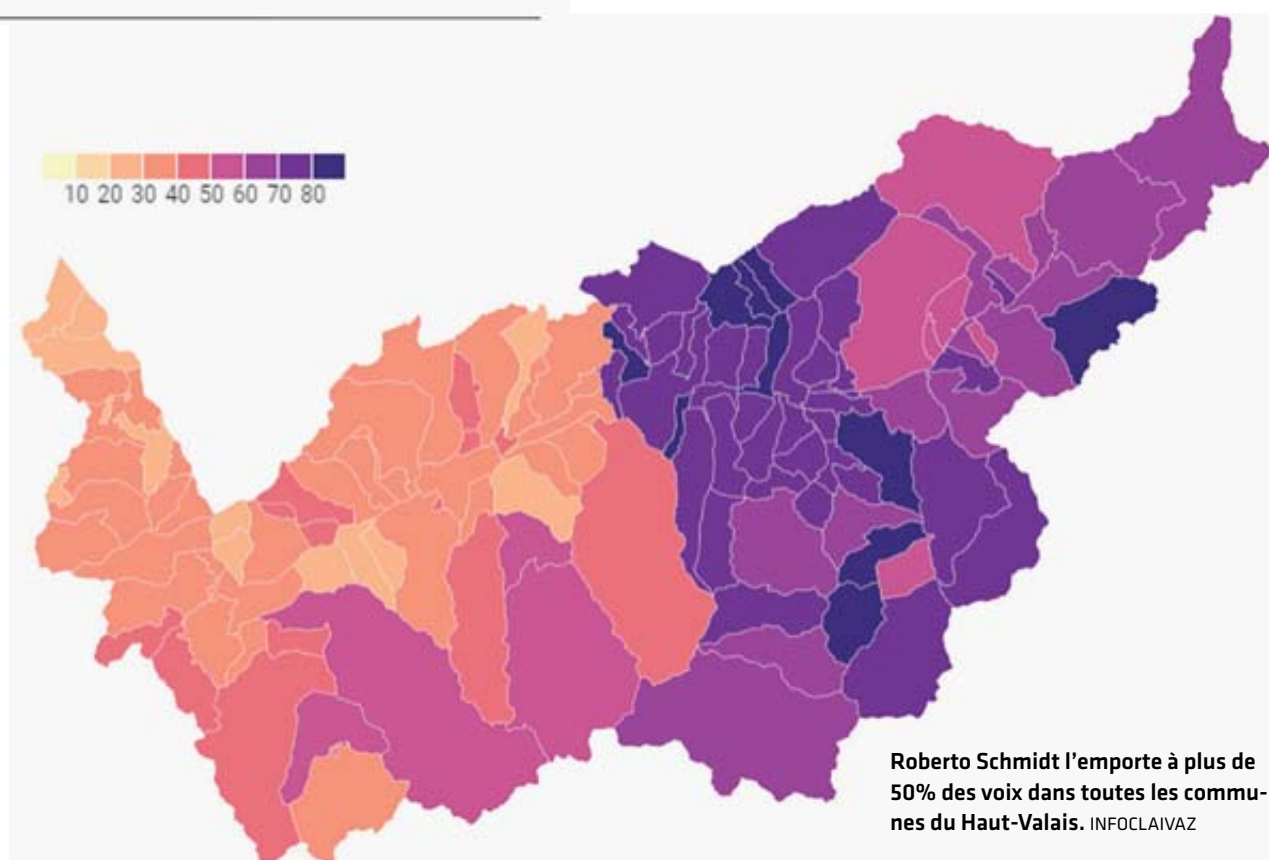 10 20 30 40 50 60 70 80
Roberto Schmidt l’emporte à plus de
50% des voix dans toutes les commu-
nes du Haut-Valais. INFOCLAIVAZ